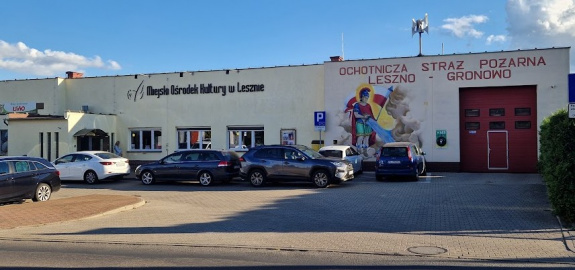 OCHOTNICZA STRAŻ POŻARNA
LESZNO GRONOWO
Miejski Ośrodek Kultury w Lesznie
P